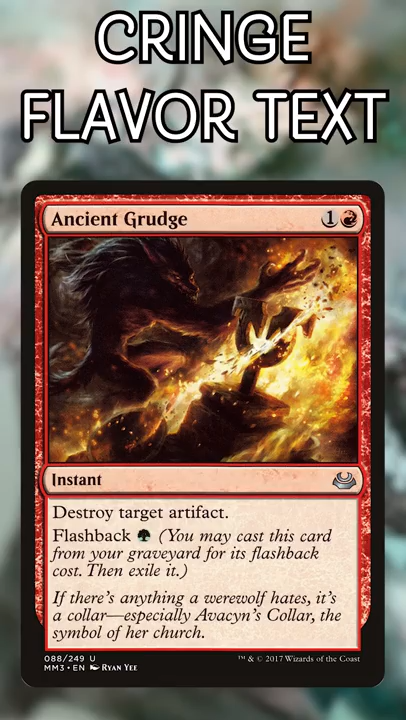 CRINGE
FLAVOR TEXT
Ancient Grudge 1
Instant
Destroy target artifact.
Flashback (You may cast this card
from your graveyard for its flashback
cost. Then exile it.)
If there's anything a werewolf hates, it's
a collar—especially Avacyn's Collar, the
symbol of her church.
088/249 U
MM3 • EN Ryan Yee
™ & © 2017 Wizards of the Coast